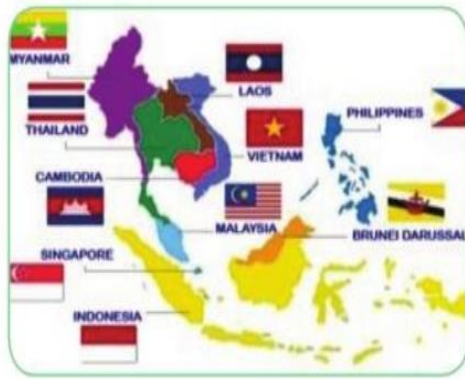 MYANMAR
LAOS
THAILAND
PHILIPPINES
VIETNAM
CAMBODIA
MALAYSIA
BRUNEI DARUSSAL
SINGAPORE
INDONESIA